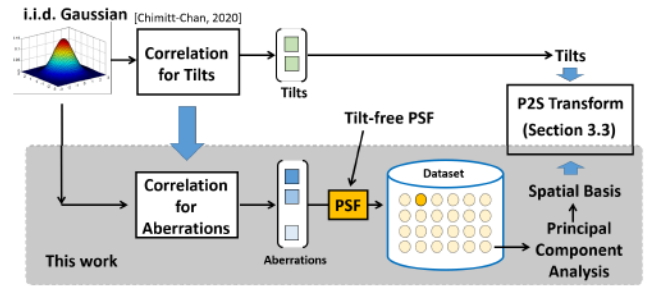 i.i.d. Gaussian
[Chimitt-Chan, 2020]
Correlation
for Tilts
Tilts
Tilts
P2S Transform
(Section 3.3)
Tilt-free PSF
Correlation
for
Aberrations
Aberrations
PSF
Dataset
Spatial Basis
Principal
Component
Analysis
This work